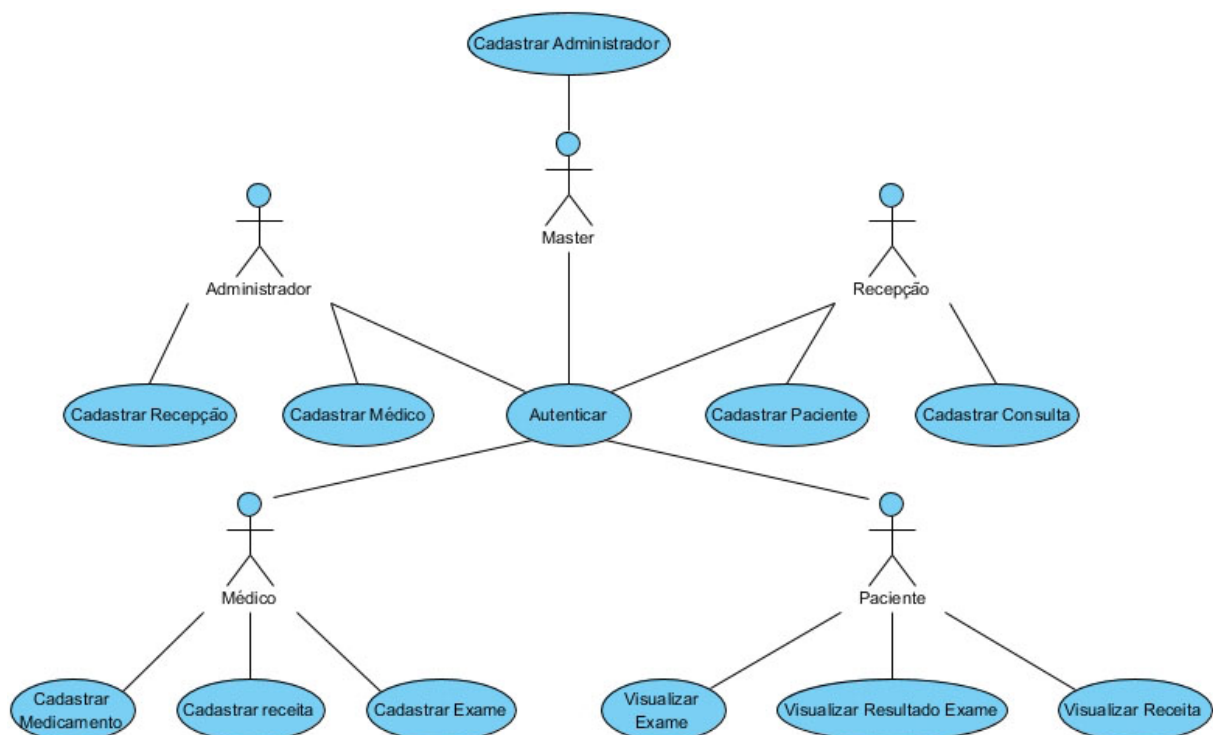 Cadastrar Administrador
Master
Administrador
Recepção
Cadastrar Recepção
Cadastrar Médico
Autenticar
Cadastrar Paciente
Cadastrar Consulta
Médico
Paciente
Cadastrar
Medicamento
Cadastrar receita
Cadastrar Exame
Visualizar
Exame
Visualizar Resultado Exame
Visualizar Receita